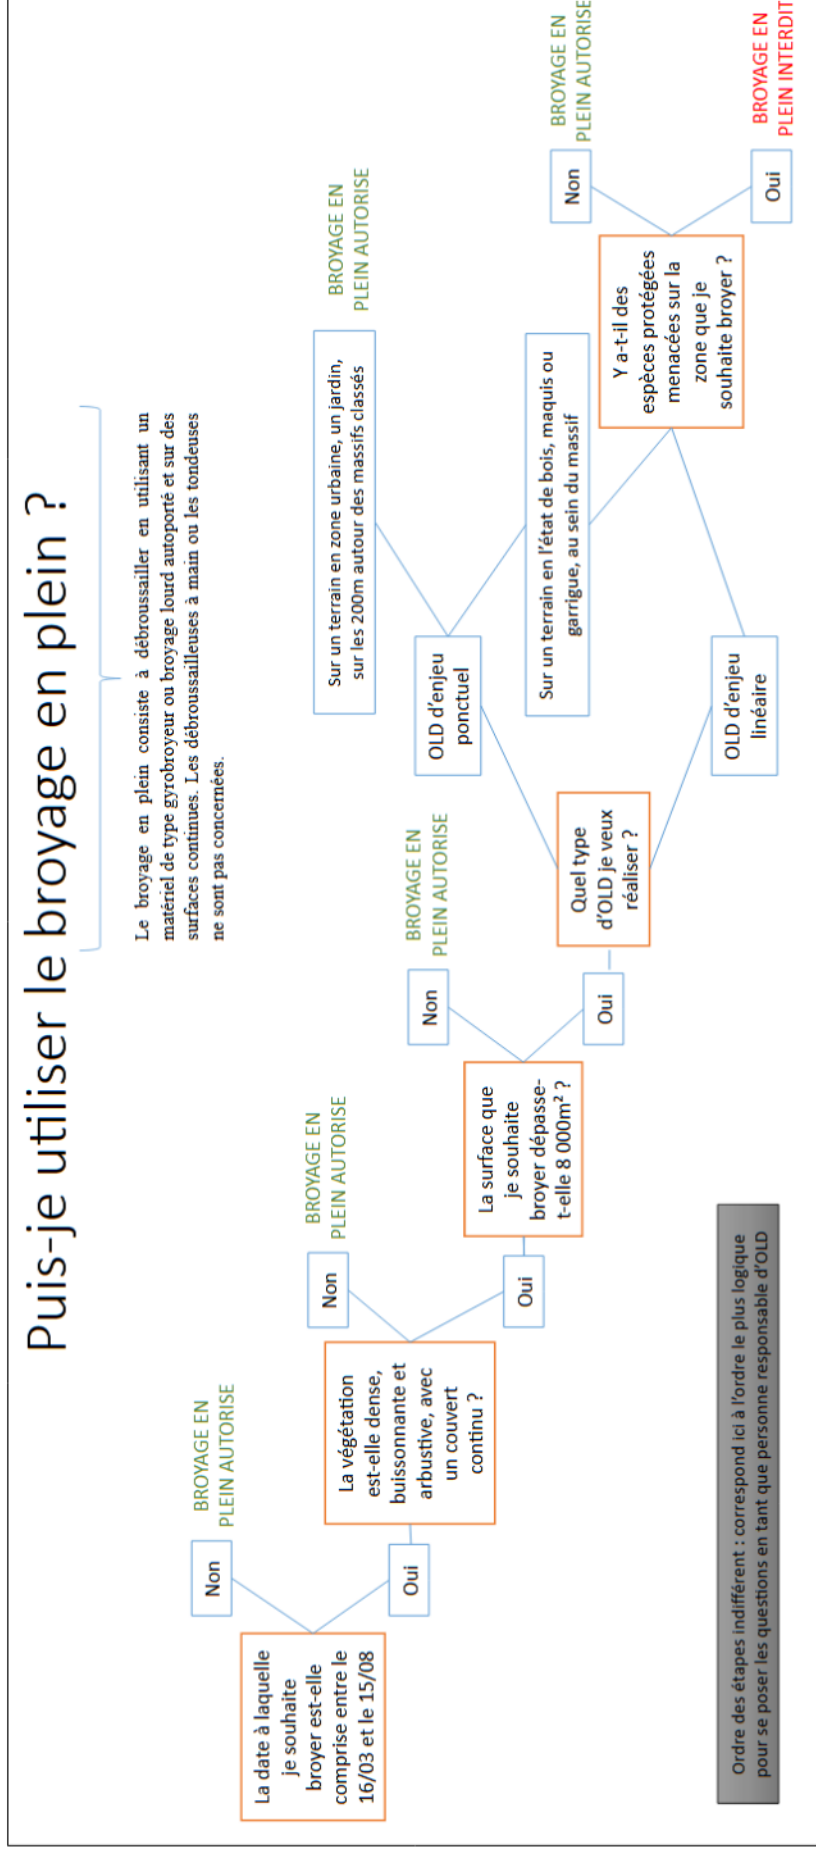 Puis-je utiliser le broyage en plein ?
Le broyage en plein consiste à débroussailler en utilisant un
matériel de type gyrobroyeur ou broyage lourd autoporté et sur des
surfaces continues. Les débroussailleuses à main ou les tondeuses
ne sont pas concernées.
La date à laquelle
je souhaite
broyer est-elle
comprise entre le
16/03 et le 15/08
Non
BROYAGE EN
PLEIN AUTORISE
Oui
La végétation
est-elle dense,
buissonnante et
arbustive, avec
un couvert
continu ?
Non
BROYAGE EN
PLEIN AUTORISE
Oui
La surface que
je souhaite
broyer dépasse-
t-elle 8 000m² ?
Non
BROYAGE EN
PLEIN AUTORISE
Oui
Quel type
d'OLD je veux
réaliser ?
OLD d'enjeu
ponctuel
Sur un terrain en zone urbaine, un jardin,
sur les 200m autour des massifs classés
BROYAGE EN
PLEIN AUTORISE
Sur un terrain en l'état de bois, maquis ou
garrigue, au sein du massif
OLD d'enjeu
linéaire
Y a-t-il des
espèces protégées
menacées sur la
zone que je
souhaite broyer ?
Non
BROYAGE EN
PLEIN AUTORISE
Oui
BROYAGE EN
PLEIN INTERDIT
Ordre des étapes indifférent : correspond ici à l'ordre le plus logique
pour se poser les questions en tant que personne responsable d'OLD